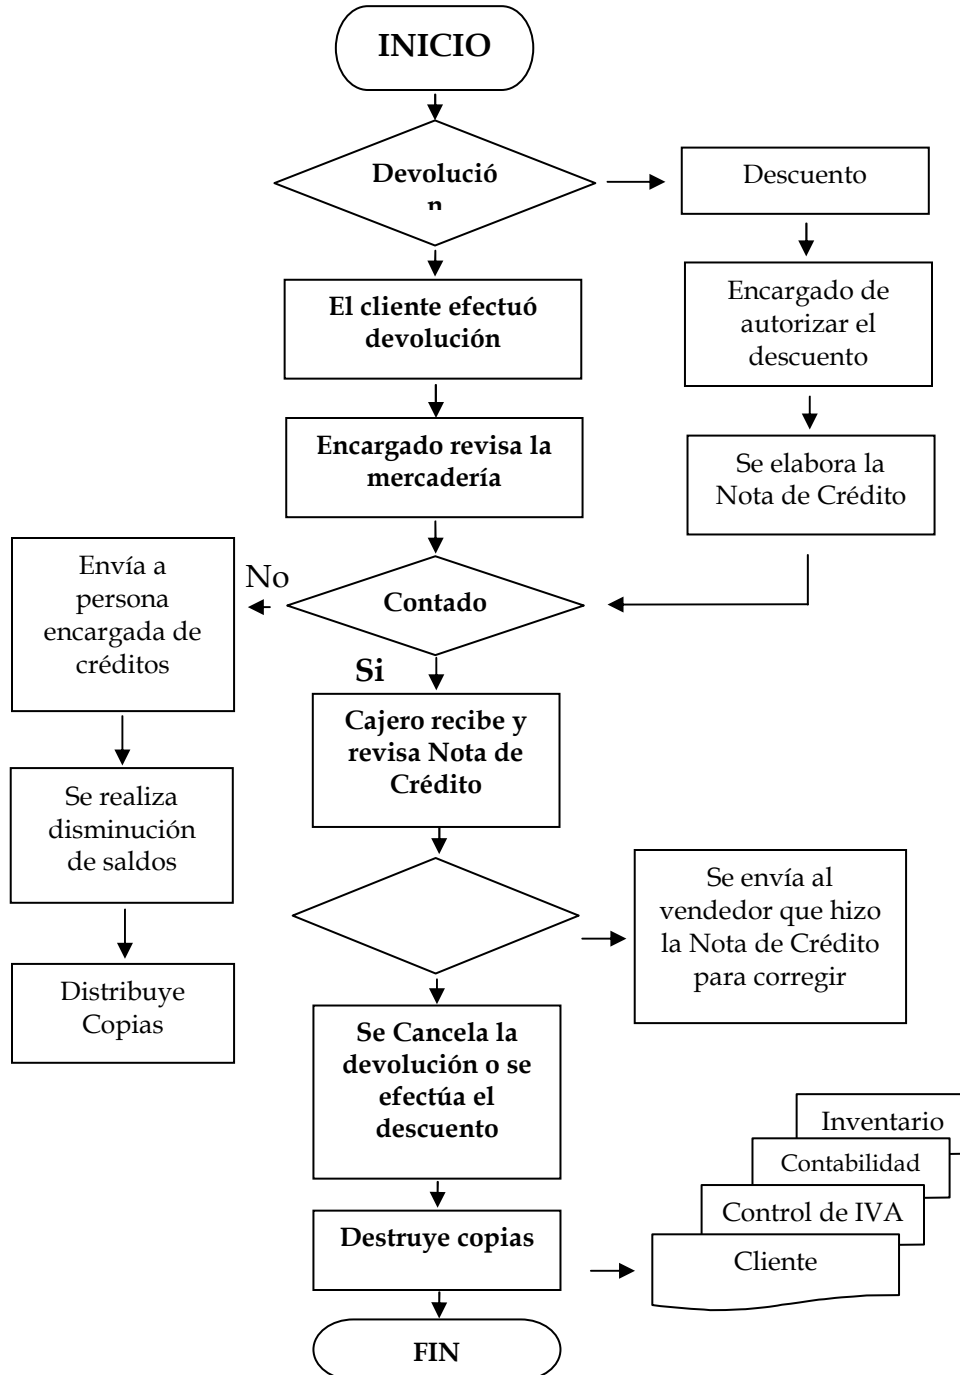 INICIO
Devolució
n
Descuento
El cliente efectuó
devolución
Encargado de
autorizar el
descuento
Encargado revisa la
mercadería
Se elabora la
Nota de Crédito
Envía a
persona
encargada de
créditos
No
Contado
Si
Cajero recibe y
revisa Nota de
Crédito
Se realiza
disminución
de saldos
Se envía al
vendedor que hizo
la Nota de Crédito
para corregir
Distribuye
Copias
Se Cancela la
devolución o se
efectúa el
descuento
Inventario
Contabilidad
Control de IVA
Cliente
Destruye copias
FIN